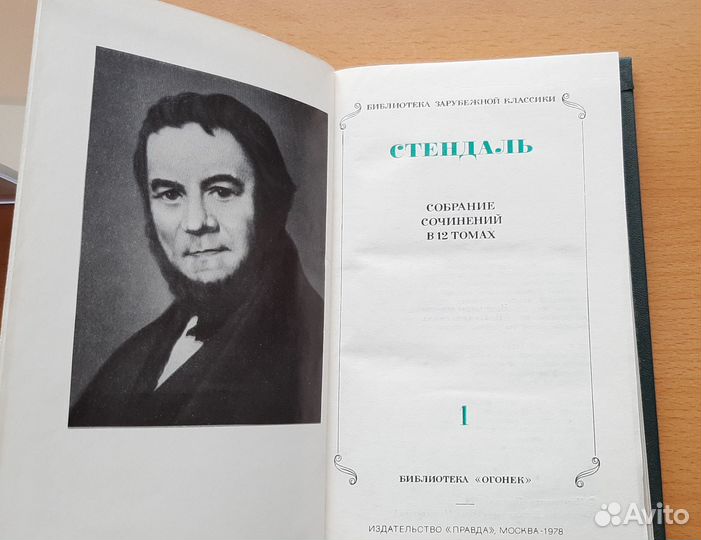 БИБЛИОТЕКА ЗАРУБЕЖНОЙ КЛАССИКИ
СТЕНДАЛЬ
СОБРАНИЕ
СОЧИНЕНИЙ
В 12 ТОМАХ
1
БИБЛИОТЕКА «ОГОНЕК»
ИЗДАТЕЛЬСТВО «ПРАВДА», МОСКВА-1978
Avito